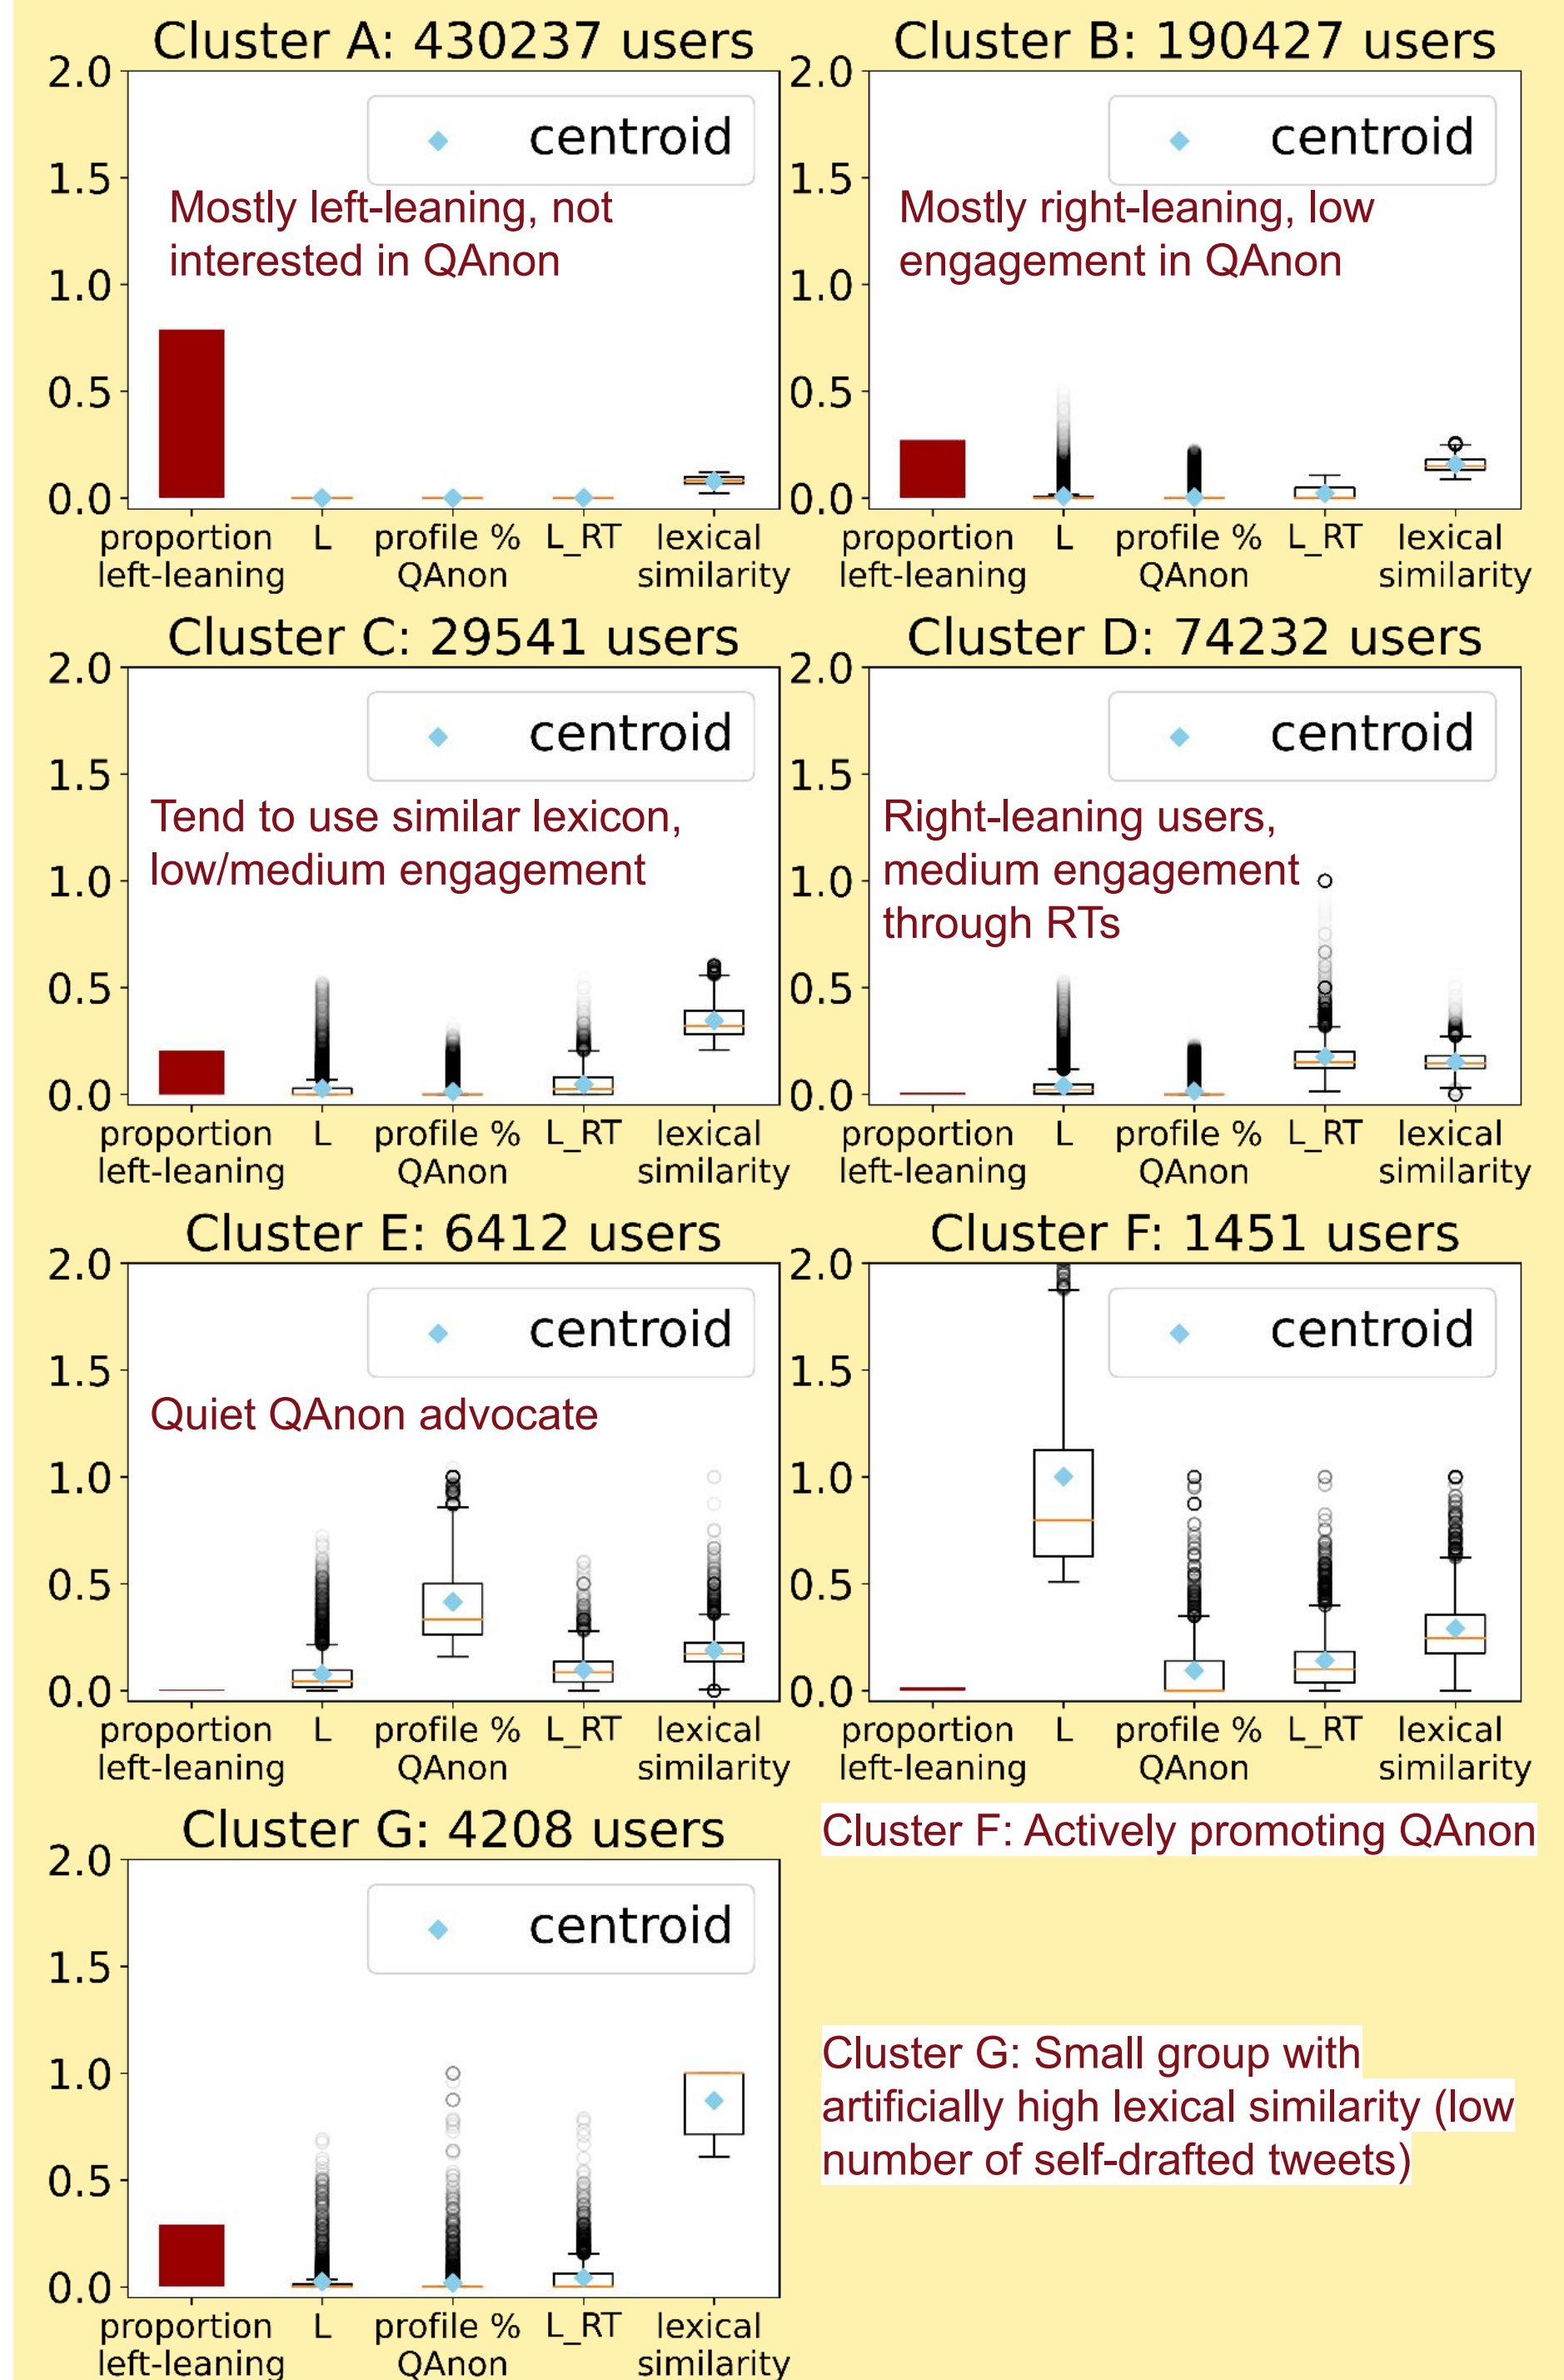 Cluster A: 430237 users
2.0
1.5
1.0
0.5
0.0
centroid
Mostly left-leaning, not
interested in QAnon
proportion L profile % L_RT lexical
left-leaning QAnon similarity
Cluster B: 190427 users
2.0
1.5
1.0
0.5
0.0
centroid
Mostly right-leaning, low
engagement in QAnon
proportion L profile % L_RT lexical
left-leaning QAnon similarity
Cluster C: 29541 users
2.0
1.5
1.0
0.5
0.0
centroid
Tend to use similar lexicon,
low/medium engagement
proportion L profile % L_RT lexical
left-leaning QAnon similarity
Cluster D: 74232 users
2.0
1.5
1.0
0.5
0.0
centroid
Right-leaning users,
medium engagement
through RTs
proportion L profile % L_RT lexical
left-leaning QAnon similarity
Cluster E: 6412 users
2.0
1.5
1.0
0.5
0.0
centroid
Quiet QAnon advocate
proportion L profile % L_RT lexical
left-leaning QAnon similarity
Cluster F: 1451 users
2.0
1.5
1.0
0.5
0.0
centroid
proportion L profile % L_RT lexical
left-leaning QAnon similarity
Cluster G: 4208 users
2.0
1.5
1.0
0.5
0.0
centroid
proportion L profile % L_RT lexical
left-leaning QAnon similarity
Cluster F: Actively promoting QAnon
Cluster G: Small group with
artificially high lexical similarity (low
number of self-drafted tweets)